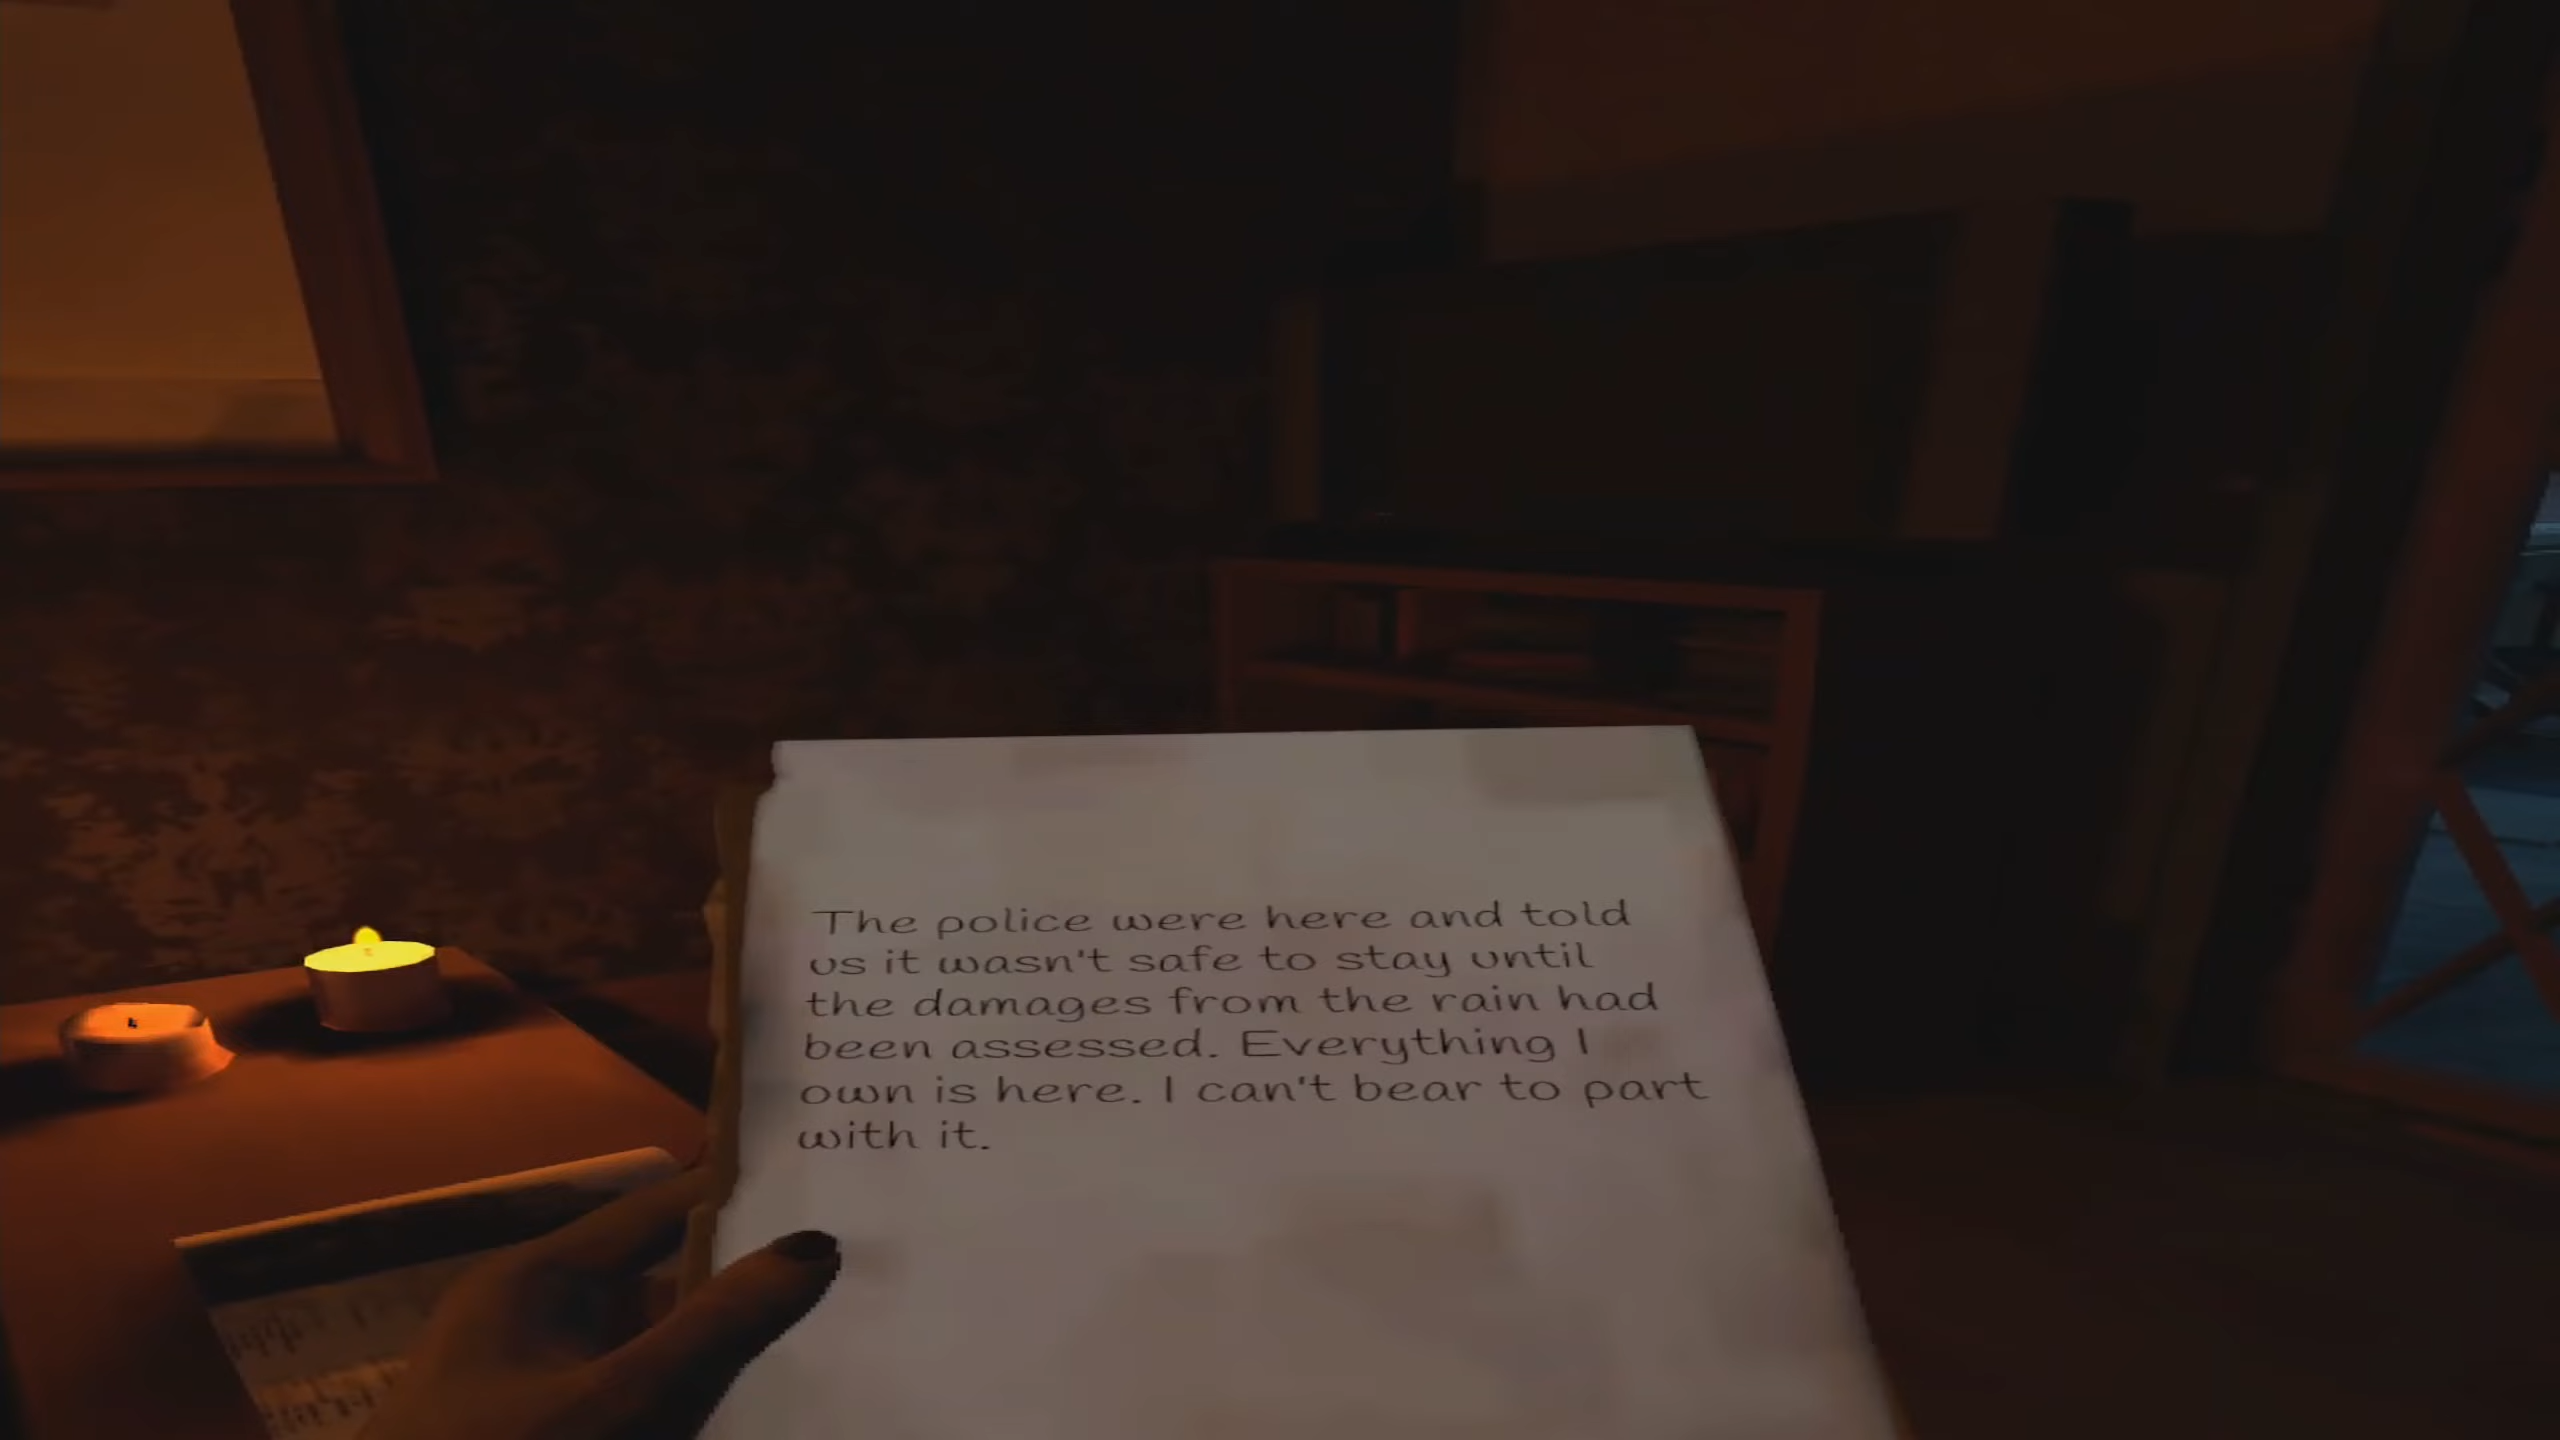 The police were here and told
us it wasn't safe to stay until
the damages from the rain had
been assessed. Everything I
own is here. I can't bear to part
with it.